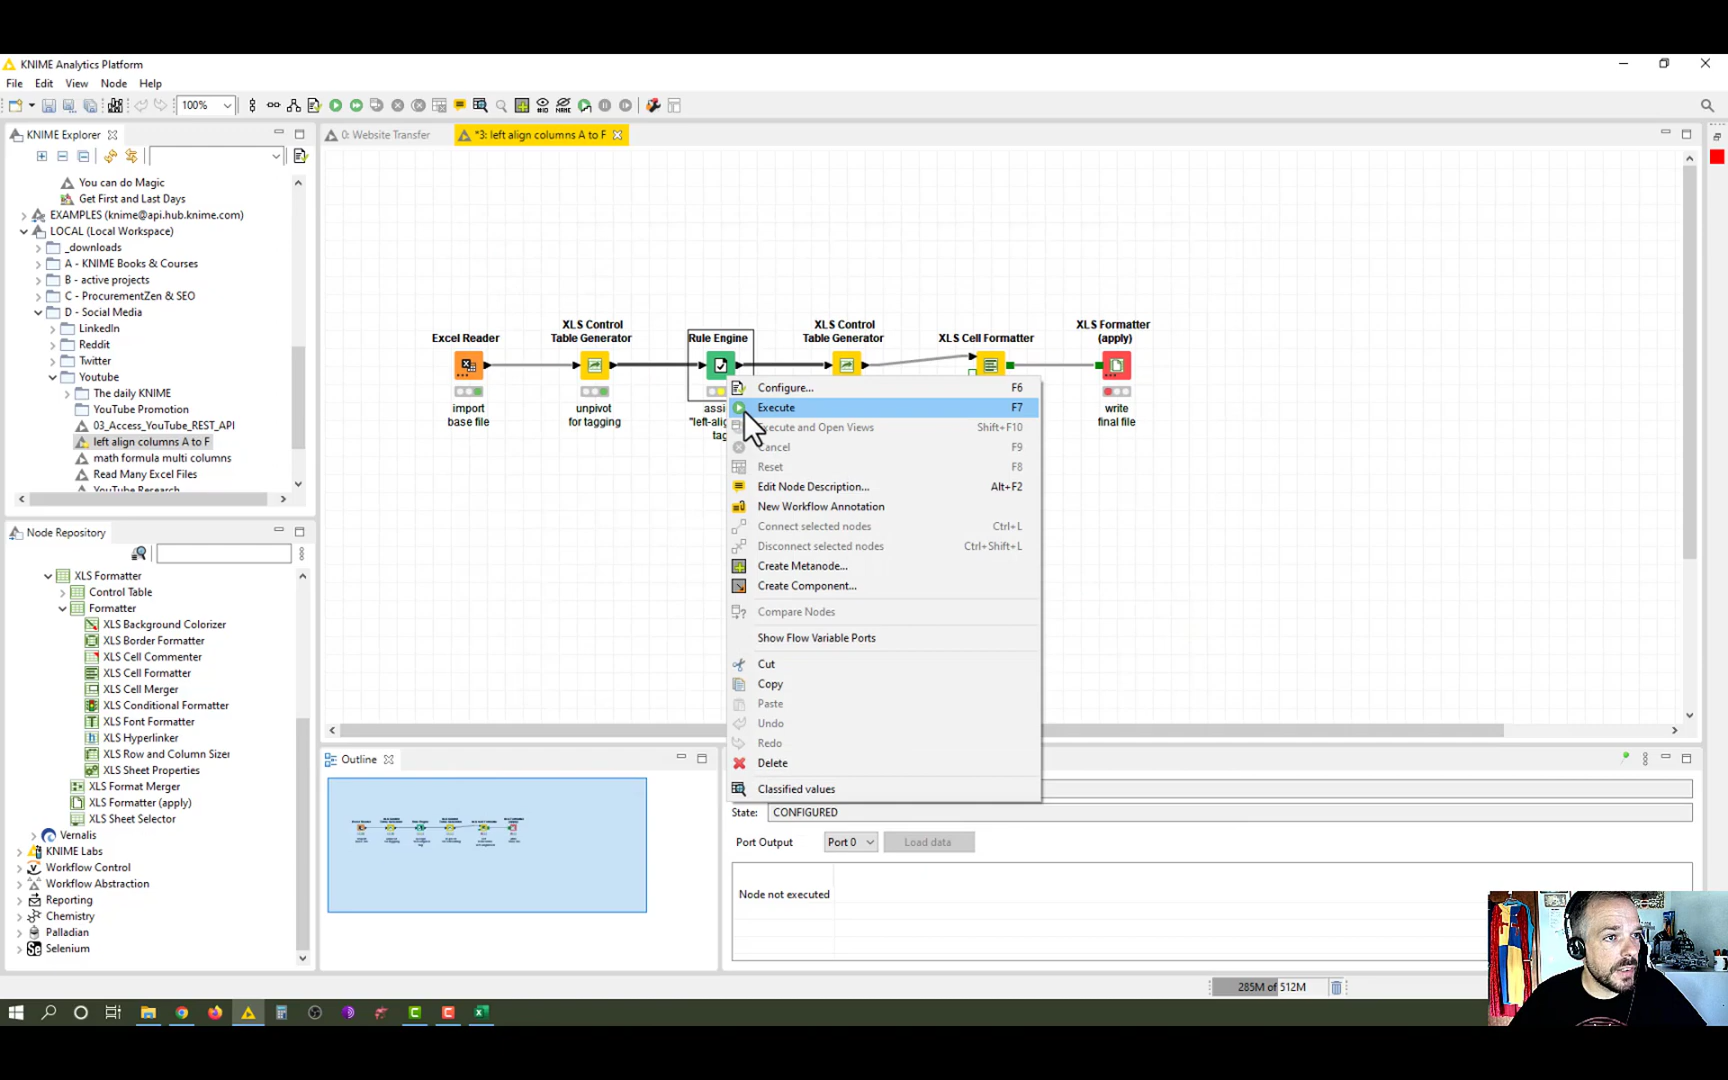 KNIME Analytics Platform
File Edit View Node Help
100%
KNIME Explorer
0: Website Transfer
*3: left align columns A to F
You can do Magic
Get First and Last Days
EXAMPLES (knime@api.hub.knime.com)
LOCAL (Local Workspace)
_downloads
A - KNIME Books & Courses
B - active projects
C - ProcurementZen & SEO
D - Social Media
LinkedIn
Reddit
Twitter
Youtube
The daily KNIME
YouTube Promotion
03_Access_YouTube_REST_API
left align columns A to F
math formula multi columns
Read Many Excel Files
YouTube Research
Node Repository
XLS Formatter
Control Table
Formatter
XLS Background Colorizer
XLS Border Formatter
XLS Cell Commenter
XLS Cell Formatter
XLS Cell Merger
XLS Conditional Formatter
XLS Font Formatter
XLS Hyperlinker
XLS Row and Column Sizer
XLS Sheet Properties
XLS Format Merger
XLS Formatter (apply)
XLS Sheet Selector
Vernalis
KNIME Labs
Workflow Control
Workflow Abstraction
Reporting
Chemistry
Palladian
Selenium
Excel Reader
import
base file
XLS Control
Table Generator
unpivot
for tagging
Rule Engine
assi
"left-alig
tag
XLS Control
Table Generator
XLS Cell Formatter
XLS Formatter
(apply)
write
final file
Configure... F6
Execute F7
Execute and Open Views Shift+F10
Cancel F9
Reset F8
Edit Node Description... Alt+F2
New Workflow Annotation
Connect selected nodes Ctrl+L
Disconnect selected nodes Ctrl+Shift+L
Create Metanode...
Create Component...
Compare Nodes
Show Flow Variable Ports
Cut
Copy
Paste
Undo
Redo
Delete
Classified values
Outline
State: CONFIGURED
Port Output Port 0 Load data
Node not executed
285M of 512M